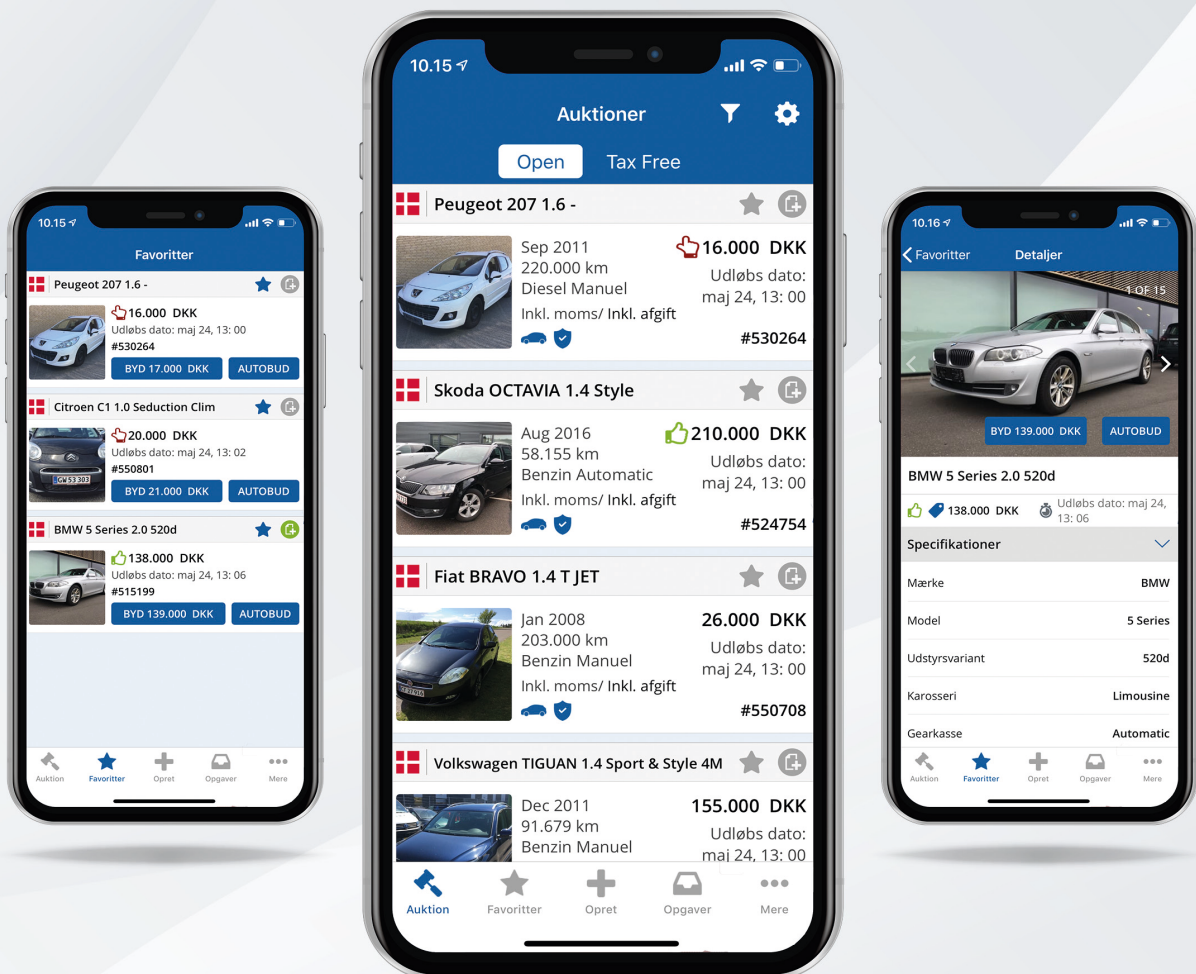 10.15
Favoritter
Peugeot 207 1.6 -
16.000 DKK
Udløbs dato: maj 24, 13: 00
#530264
BYD 17.000 DKK
AUTOBUD
Citroen C1 1.0 Seduction Clim
20.000 DKK
Udløbs dato: maj 24, 13: 02
#550801
GW 53 303
BYD 21.000 DKK
AUTOBUD
BMW 5 Series 2.0 520d
138.000 DKK
Udløbs dato: maj 24, 13: 06
#515199
BYD 139.000 DKK
AUTOBUD
Auktion
Favoritter
Opret
Opgaver
Mere
10.15
Auktioner
Open
Tax Free
Peugeot 207 1.6 -
Sep 2011
220.000 km
Diesel Manuel
Inkl. moms/ Inkl. afgift
16.000 DKK
Udløbs dato:
maj 24, 13: 00
#530264
Skoda OCTAVIA 1.4 Style
Aug 2016
58.155 km
Benzin Automatic
Inkl. moms/ Inkl. afgift
210.000 DKK
Udløbs dato:
maj 24, 13: 00
#524754
Fiat BRAVO 1.4 T JET
Jan 2008
203.000 km
Benzin Manuel
Inkl. moms/ Inkl. afgift
26.000 DKK
Udløbs dato:
maj 24, 13: 00
#550708
Volkswagen TIGUAN 1.4 Sport & Style 4M
Dec 2011
91.679 km
Benzin Manuel
155.000 DKK
Udløbs dato:
maj 24, 13: 00
Auktion
Favoritter
Opret
Opgaver
Mere
10.16
Favoritter
Detaljer
1 OF 15
BYD 139.000 DKK
AUTOBUD
BMW 5 Series 2.0 520d
138.000 DKK
Udløbs dato: maj 24,
13: 06
Specifikationer
Mærke
BMW
Model
5 Series
Udstyrsvariant
520d
Karosseri
Limousine
Gearkasse
Automatic
Auktion
Favoritter
Opret
Opgaver
Mere